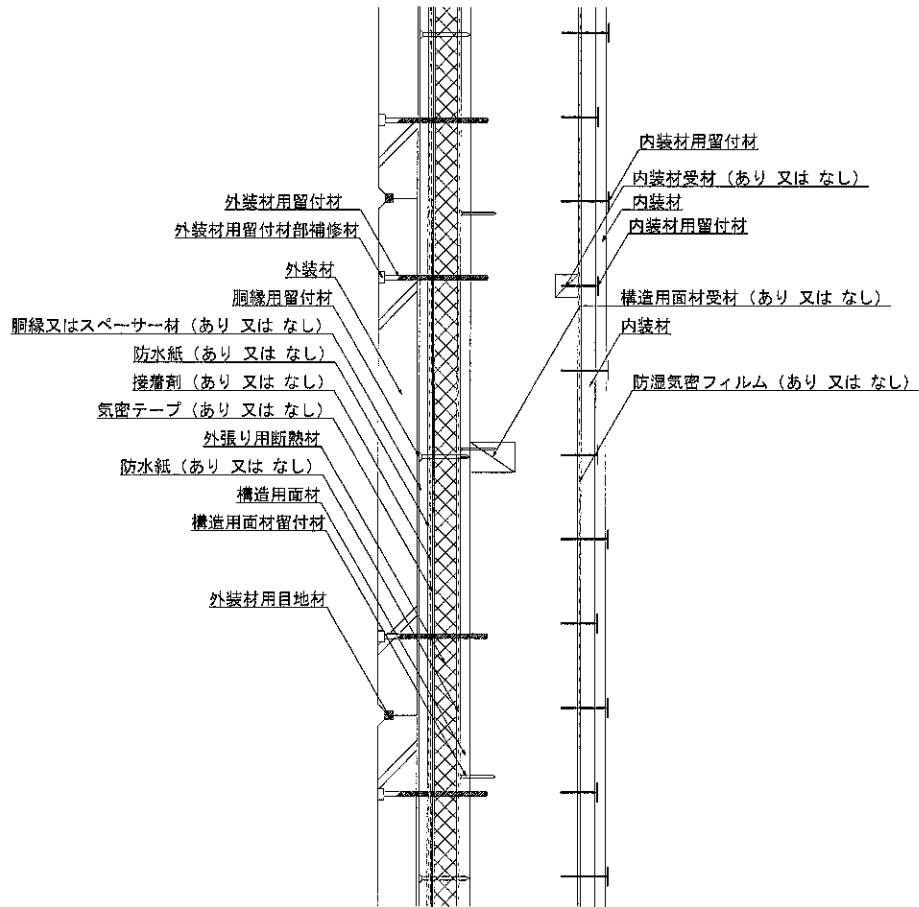 外装材用留付材
外装材用留付材部補修材
外装材
胴縁用留付材
胴縁又はスペーサー材（あり 又は なし）
防水紙（あり 又は なし）
接着剤（あり 又は なし）
気密テープ（あり 又は なし）
外張り用断熱材
防水紙（あり 又は なし）
構造用面材
構造用面材留付材
外装材用目地材
内装材用留付材
内装材受材（あり 又は なし）
内装材
内装材用留付材
構造用面材受材（あり 又は なし）
内装材
防湿気密フィルム（あり 又は なし）